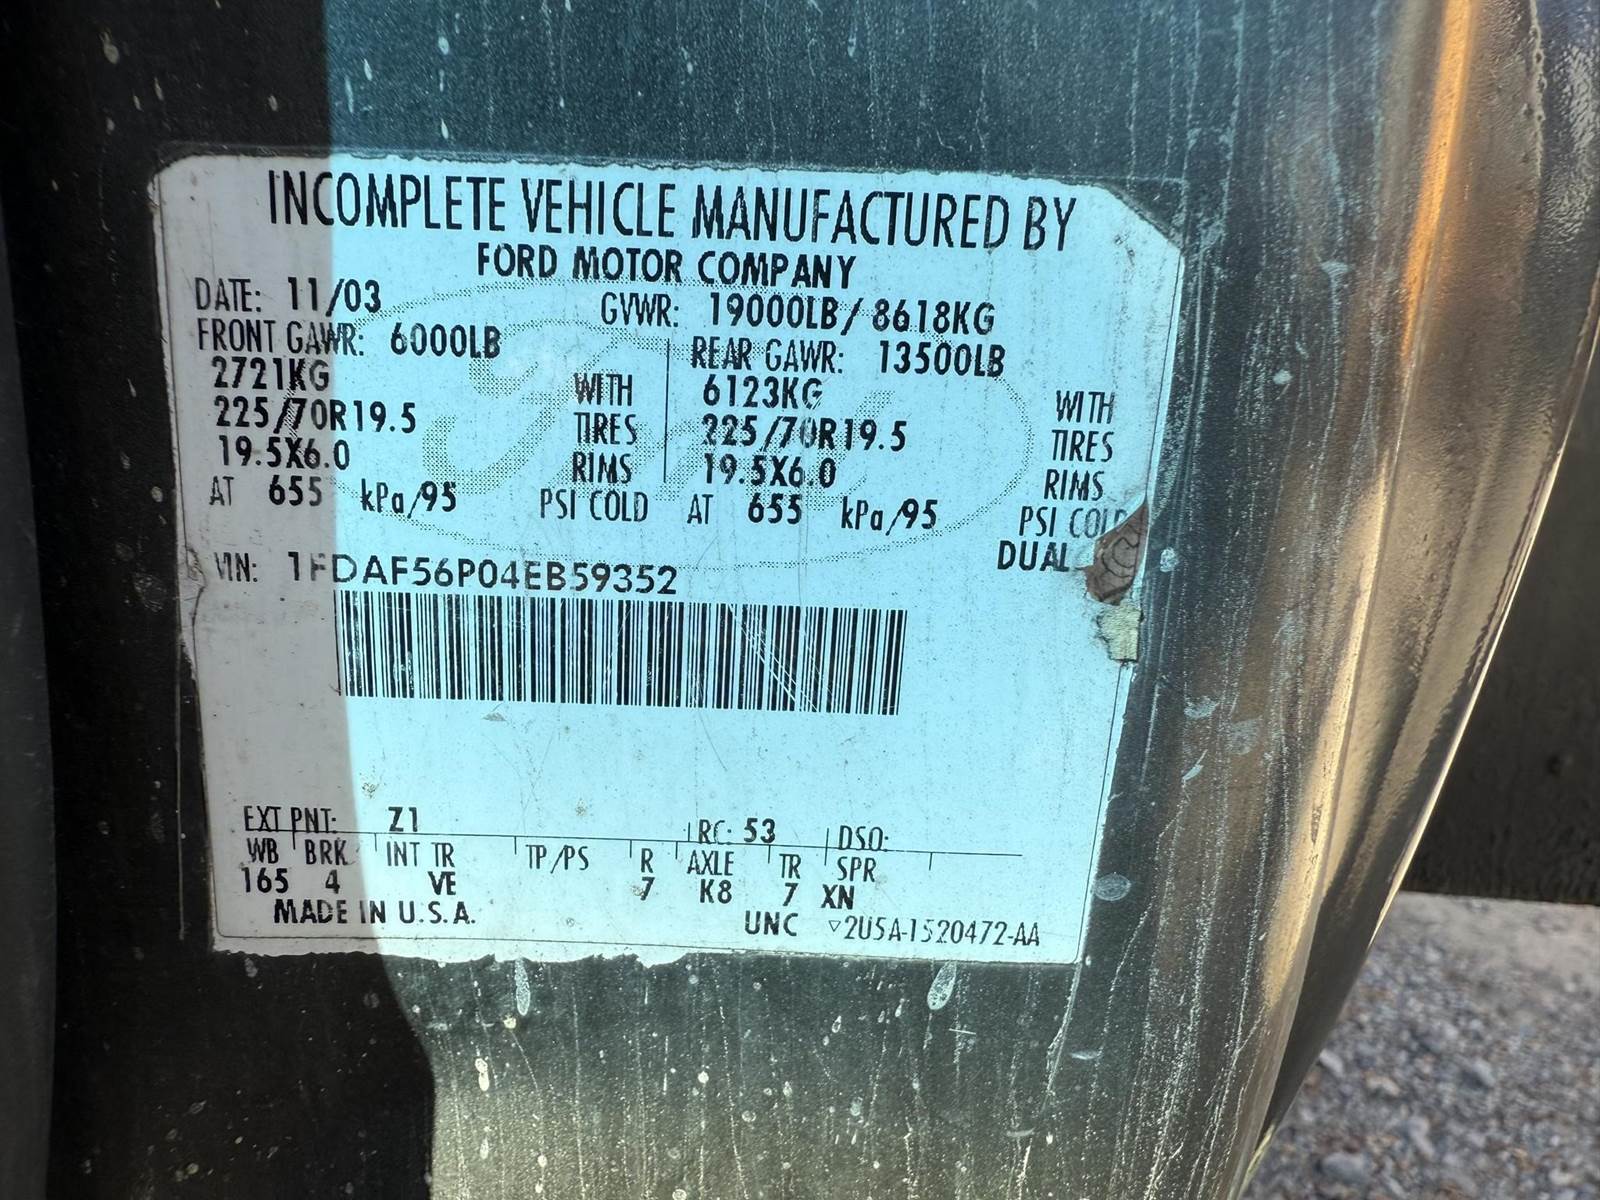 INCOMPLETE VEHICLE MANUFACTURED BY
FORD MOTOR COMPANY
DATE: 11/03 GVWR: 19000LB/ 8618KG
FRONT GAWR: 6000LB REAR GAWR: 13500LB
2721KG WITH 6123KG WITH
225/70R19.5 TIRES 225/70R19.5 TIRES
19.5X6.0 RIMS 19.5X6.0 RIMS
AT 655 kPa/95 PSI COLD AT 655 kPa/95 PSI COLD
DUAL
VIN: 1FDAF56P04EB59352
EXT PNT: Z1 RC: 53 DSO:
WB BRK INT TR TP/PS R AXLE TR SPR
165 4 VE 7 K8 7 XN
MADE IN U.S.A. UNC ▽2U5A-1520472-AA